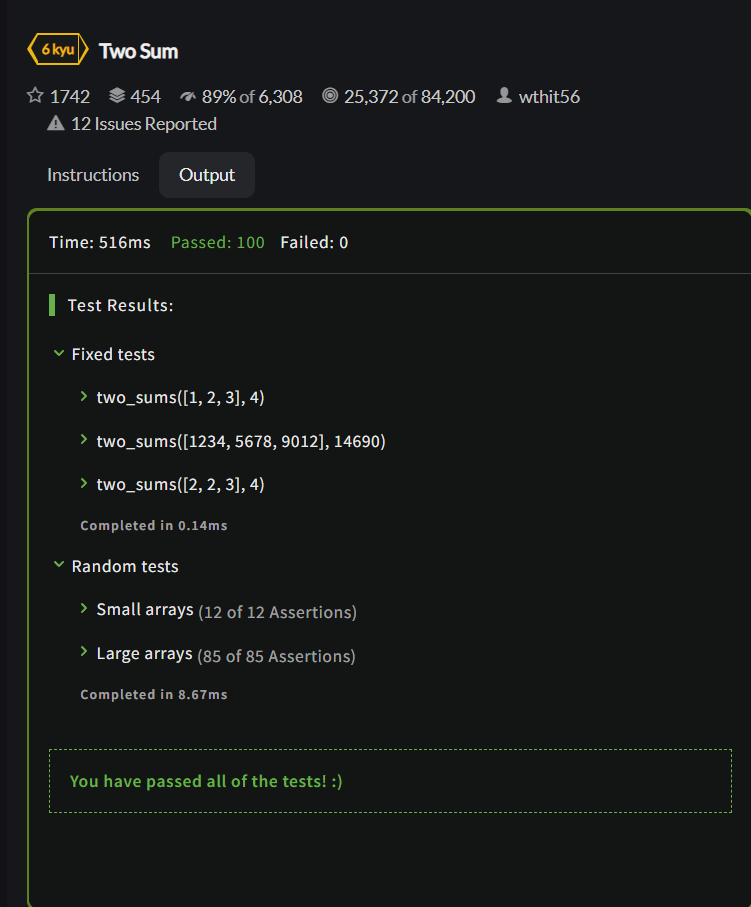 6 kyu Two Sum
1742 454 89% of 6,308 25,372 of 84,200 wthit56
12 Issues Reported
Instructions Output
Time: 516ms Passed: 100 Failed: 0
Test Results:
Fixed tests
two_sums([1, 2, 3], 4)
two_sums([1234, 5678, 9012], 14690)
two_sums([2, 2, 3], 4)
Completed in 0.14ms
Random tests
Small arrays (12 of 12 Assertions)
Large arrays (85 of 85 Assertions)
Completed in 8.67ms
You have passed all of the tests! :)